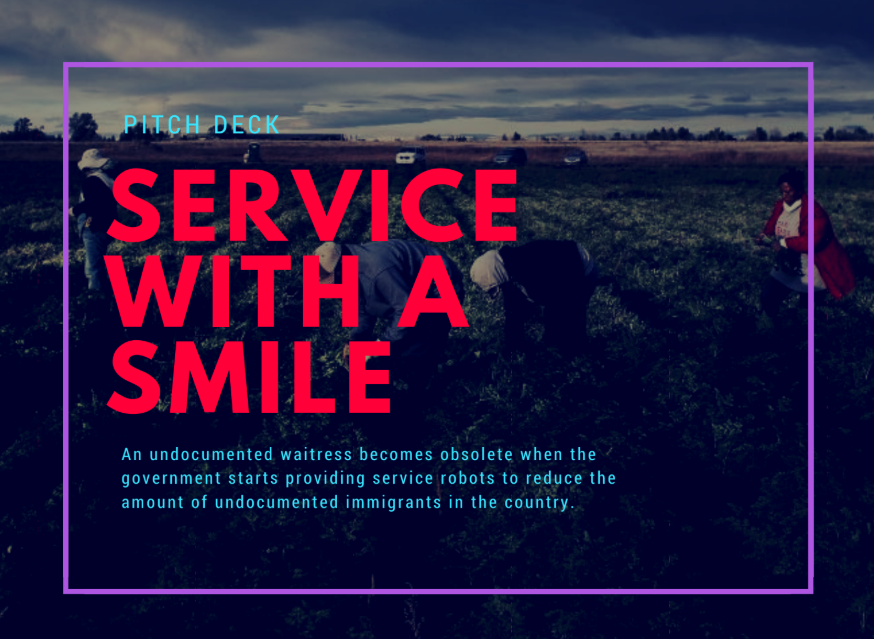 PITCH DECK
SERVICE
WITH A
SMILE
An undocumented waitress becomes obsolete when the
government starts providing service robots to reduce the
amount of undocumented immigrants in the country.